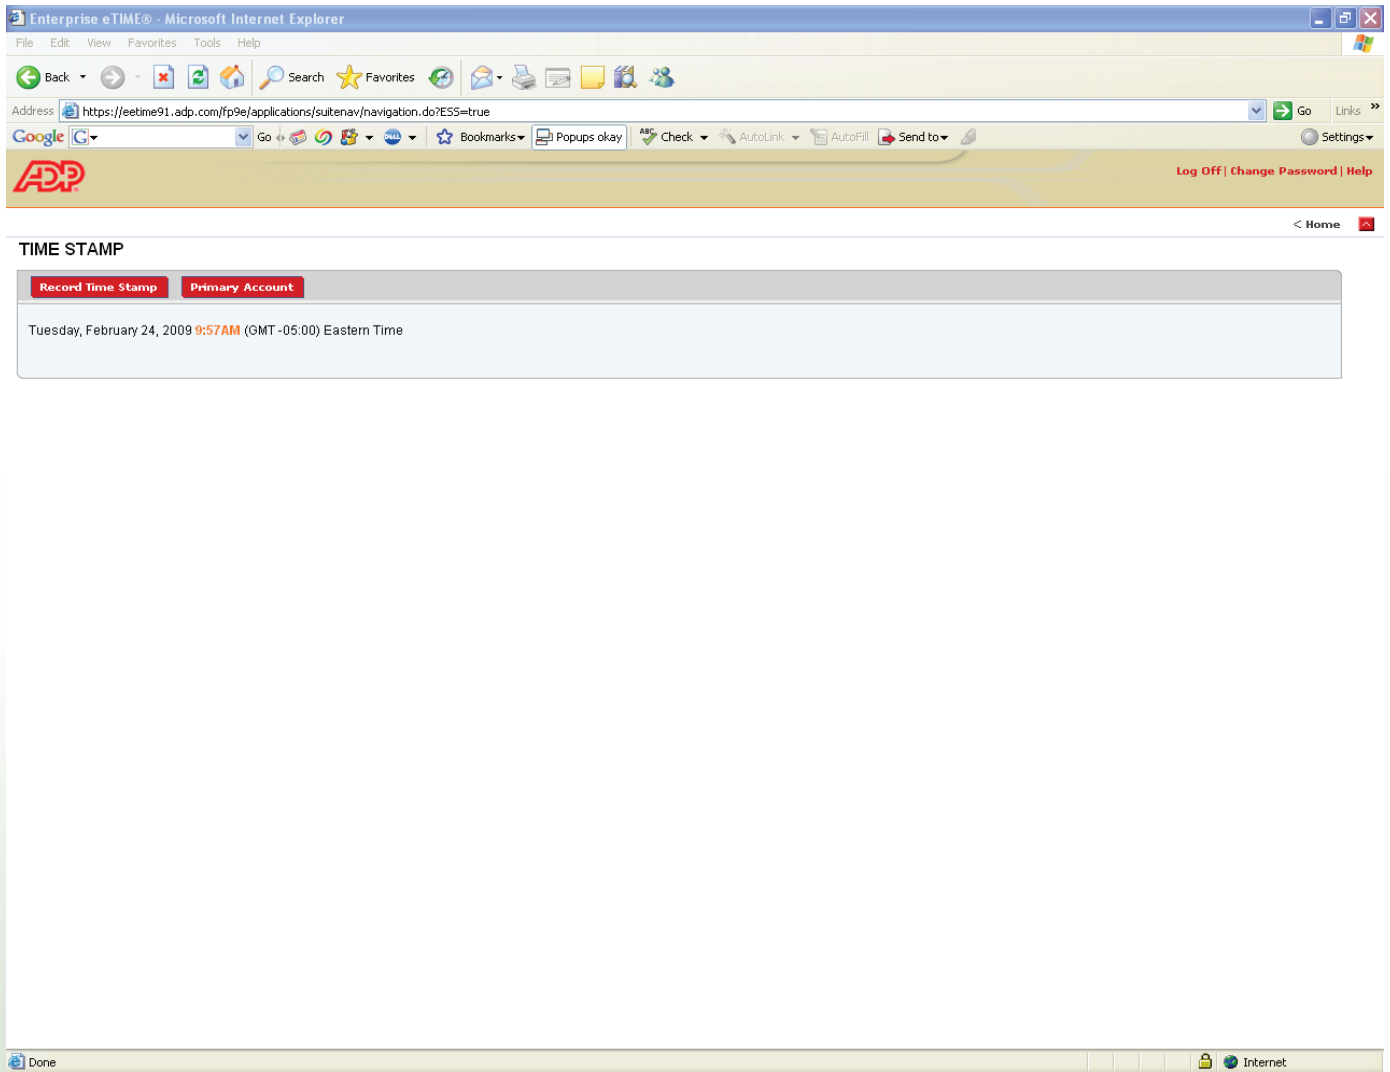 Enterprise eTIME® - Microsoft Internet Explorer
File Edit View Favorites Tools Help
Back Search Favorites
Address https://eetime91.adp.com/fp9e/applications/suitenav/navigation.do?ESS=true Go Links »
Google G Go DELL Bookmarks Popups okay ABC Check AutoLink AutoFill Send to Settings
ADP Log Off | Change Password | Help
< Home
TIME STAMP
Record Time Stamp Primary Account
Tuesday, February 24, 2009 9:57AM (GMT -05:00) Eastern Time
Done Internet